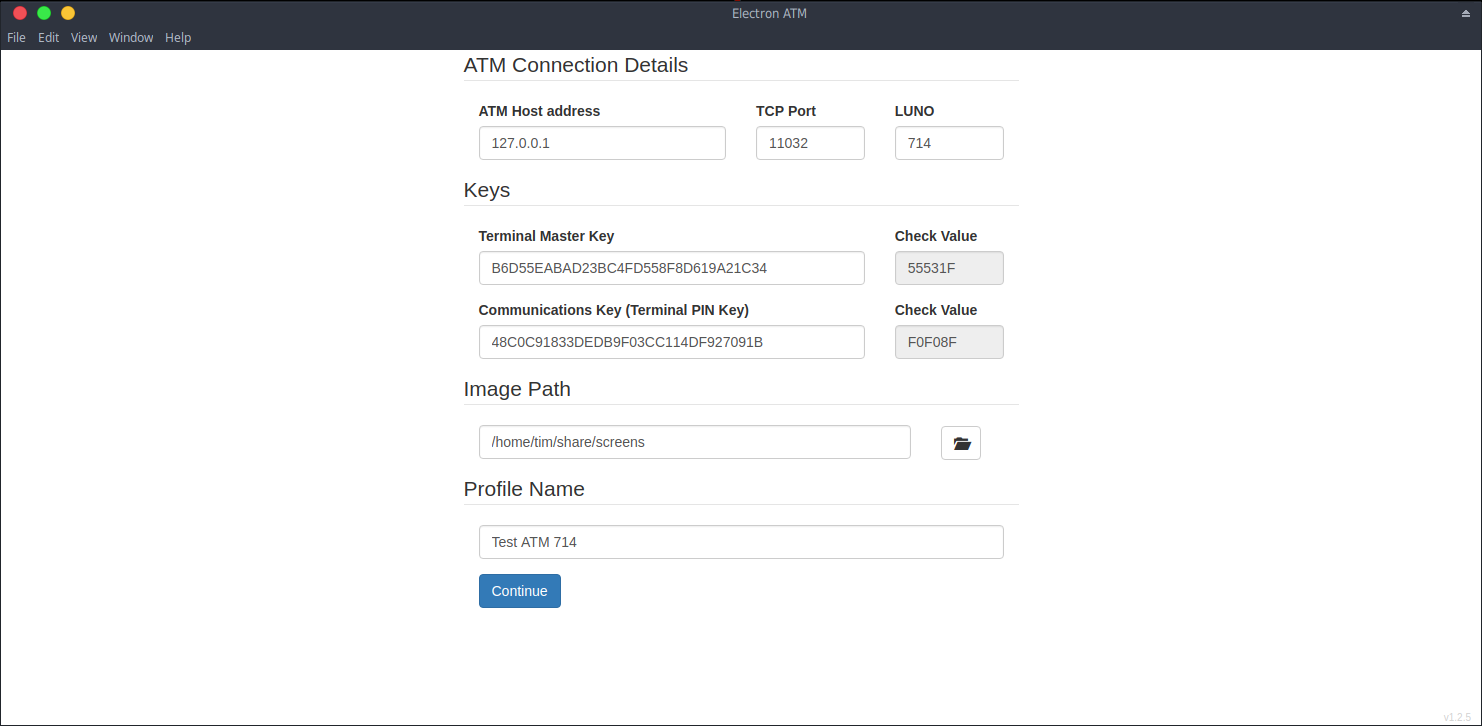 Electron ATM
File Edit View Window Help
ATM Connection Details
ATM Host address TCP Port LUNO
127.0.0.1 11032 714
Keys
Terminal Master Key Check Value
B6D55EABAD23BC4FD558F8D619A21C34 55531F
Communications Key (Terminal PIN Key) Check Value
48C0C91833DEDB9F03CC114DF927091B F0F08F
Image Path
/home/tim/share/screens
Profile Name
Test ATM 714
Continue
v1.2.5